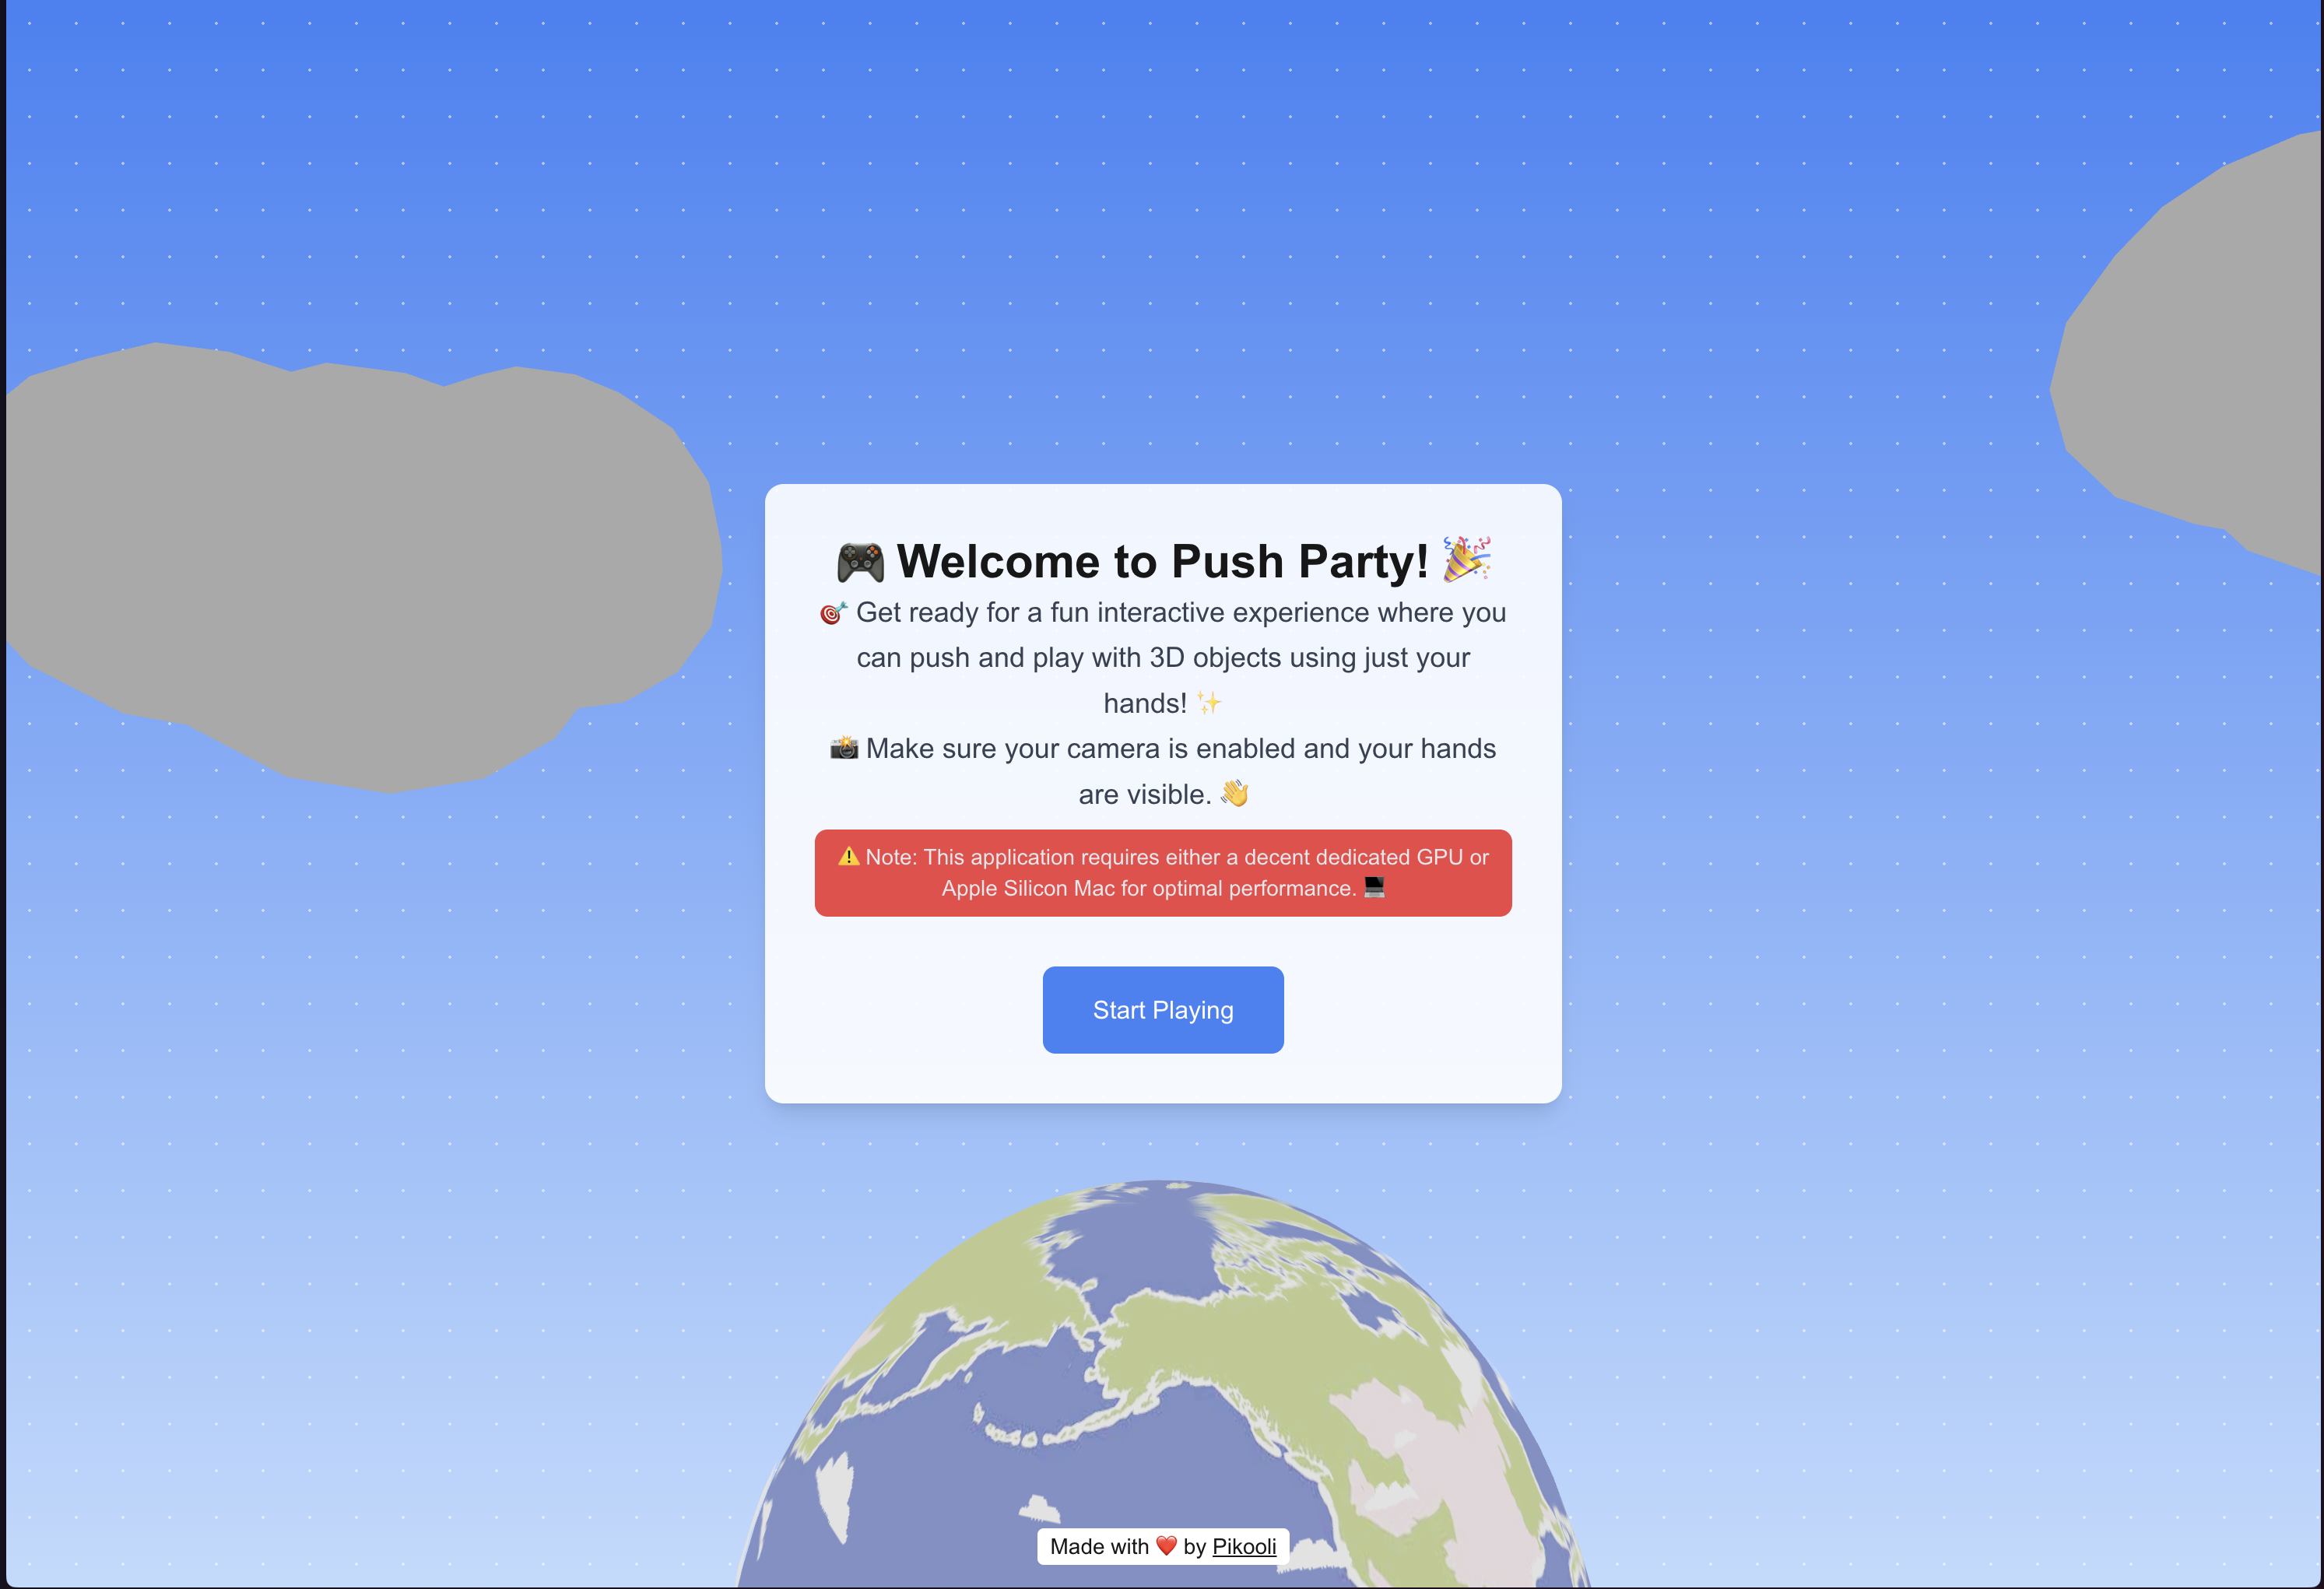 🎮 Welcome to Push Party! 🎉
🎯 Get ready for a fun interactive experience where you
can push and play with 3D objects using just your
hands! ✨
📸 Make sure your camera is enabled and your hands
are visible. 👋
⚠️ Note: This application requires either a decent dedicated GPU or
Apple Silicon Mac for optimal performance. 💻
Start Playing
Made with ❤️ by Pikooli